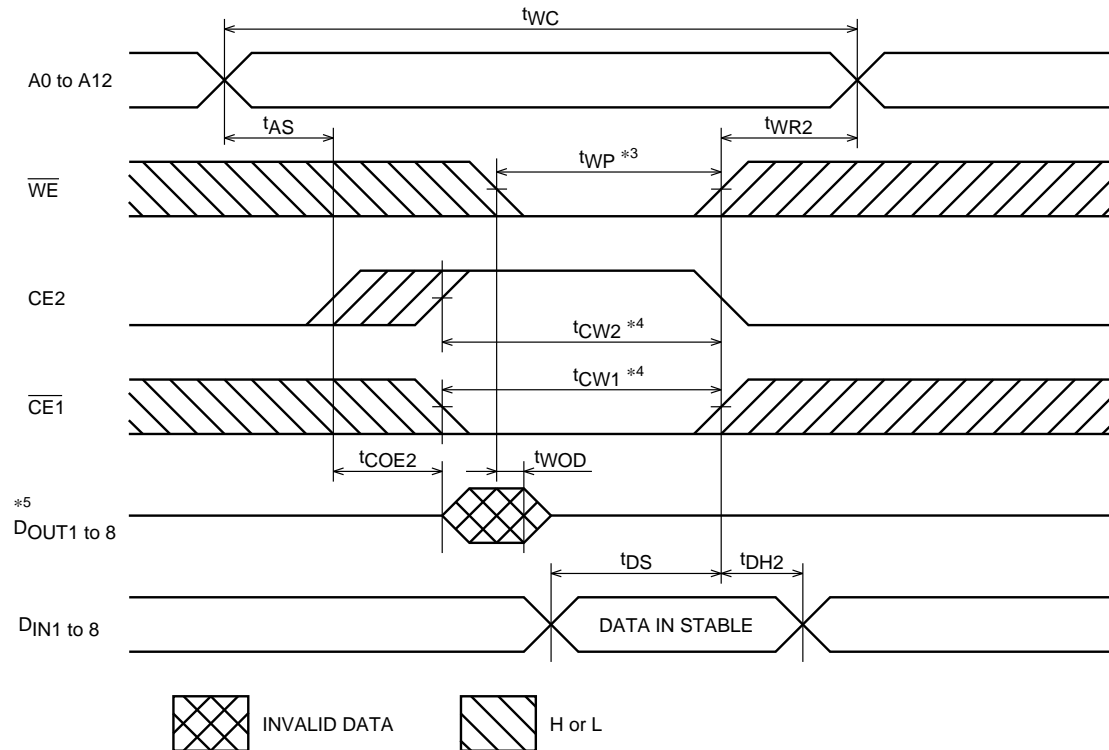 tWC
A0 to A12
tAS
tWR2
tWP *3
WE
CE2
tCW2 *4
tCW1 *4
CE1
tCOE2
tWOD
*5
DOUT1 to 8
tDS
tDH2
DIN1 to 8
DATA IN STABLE
INVALID DATA
H or L